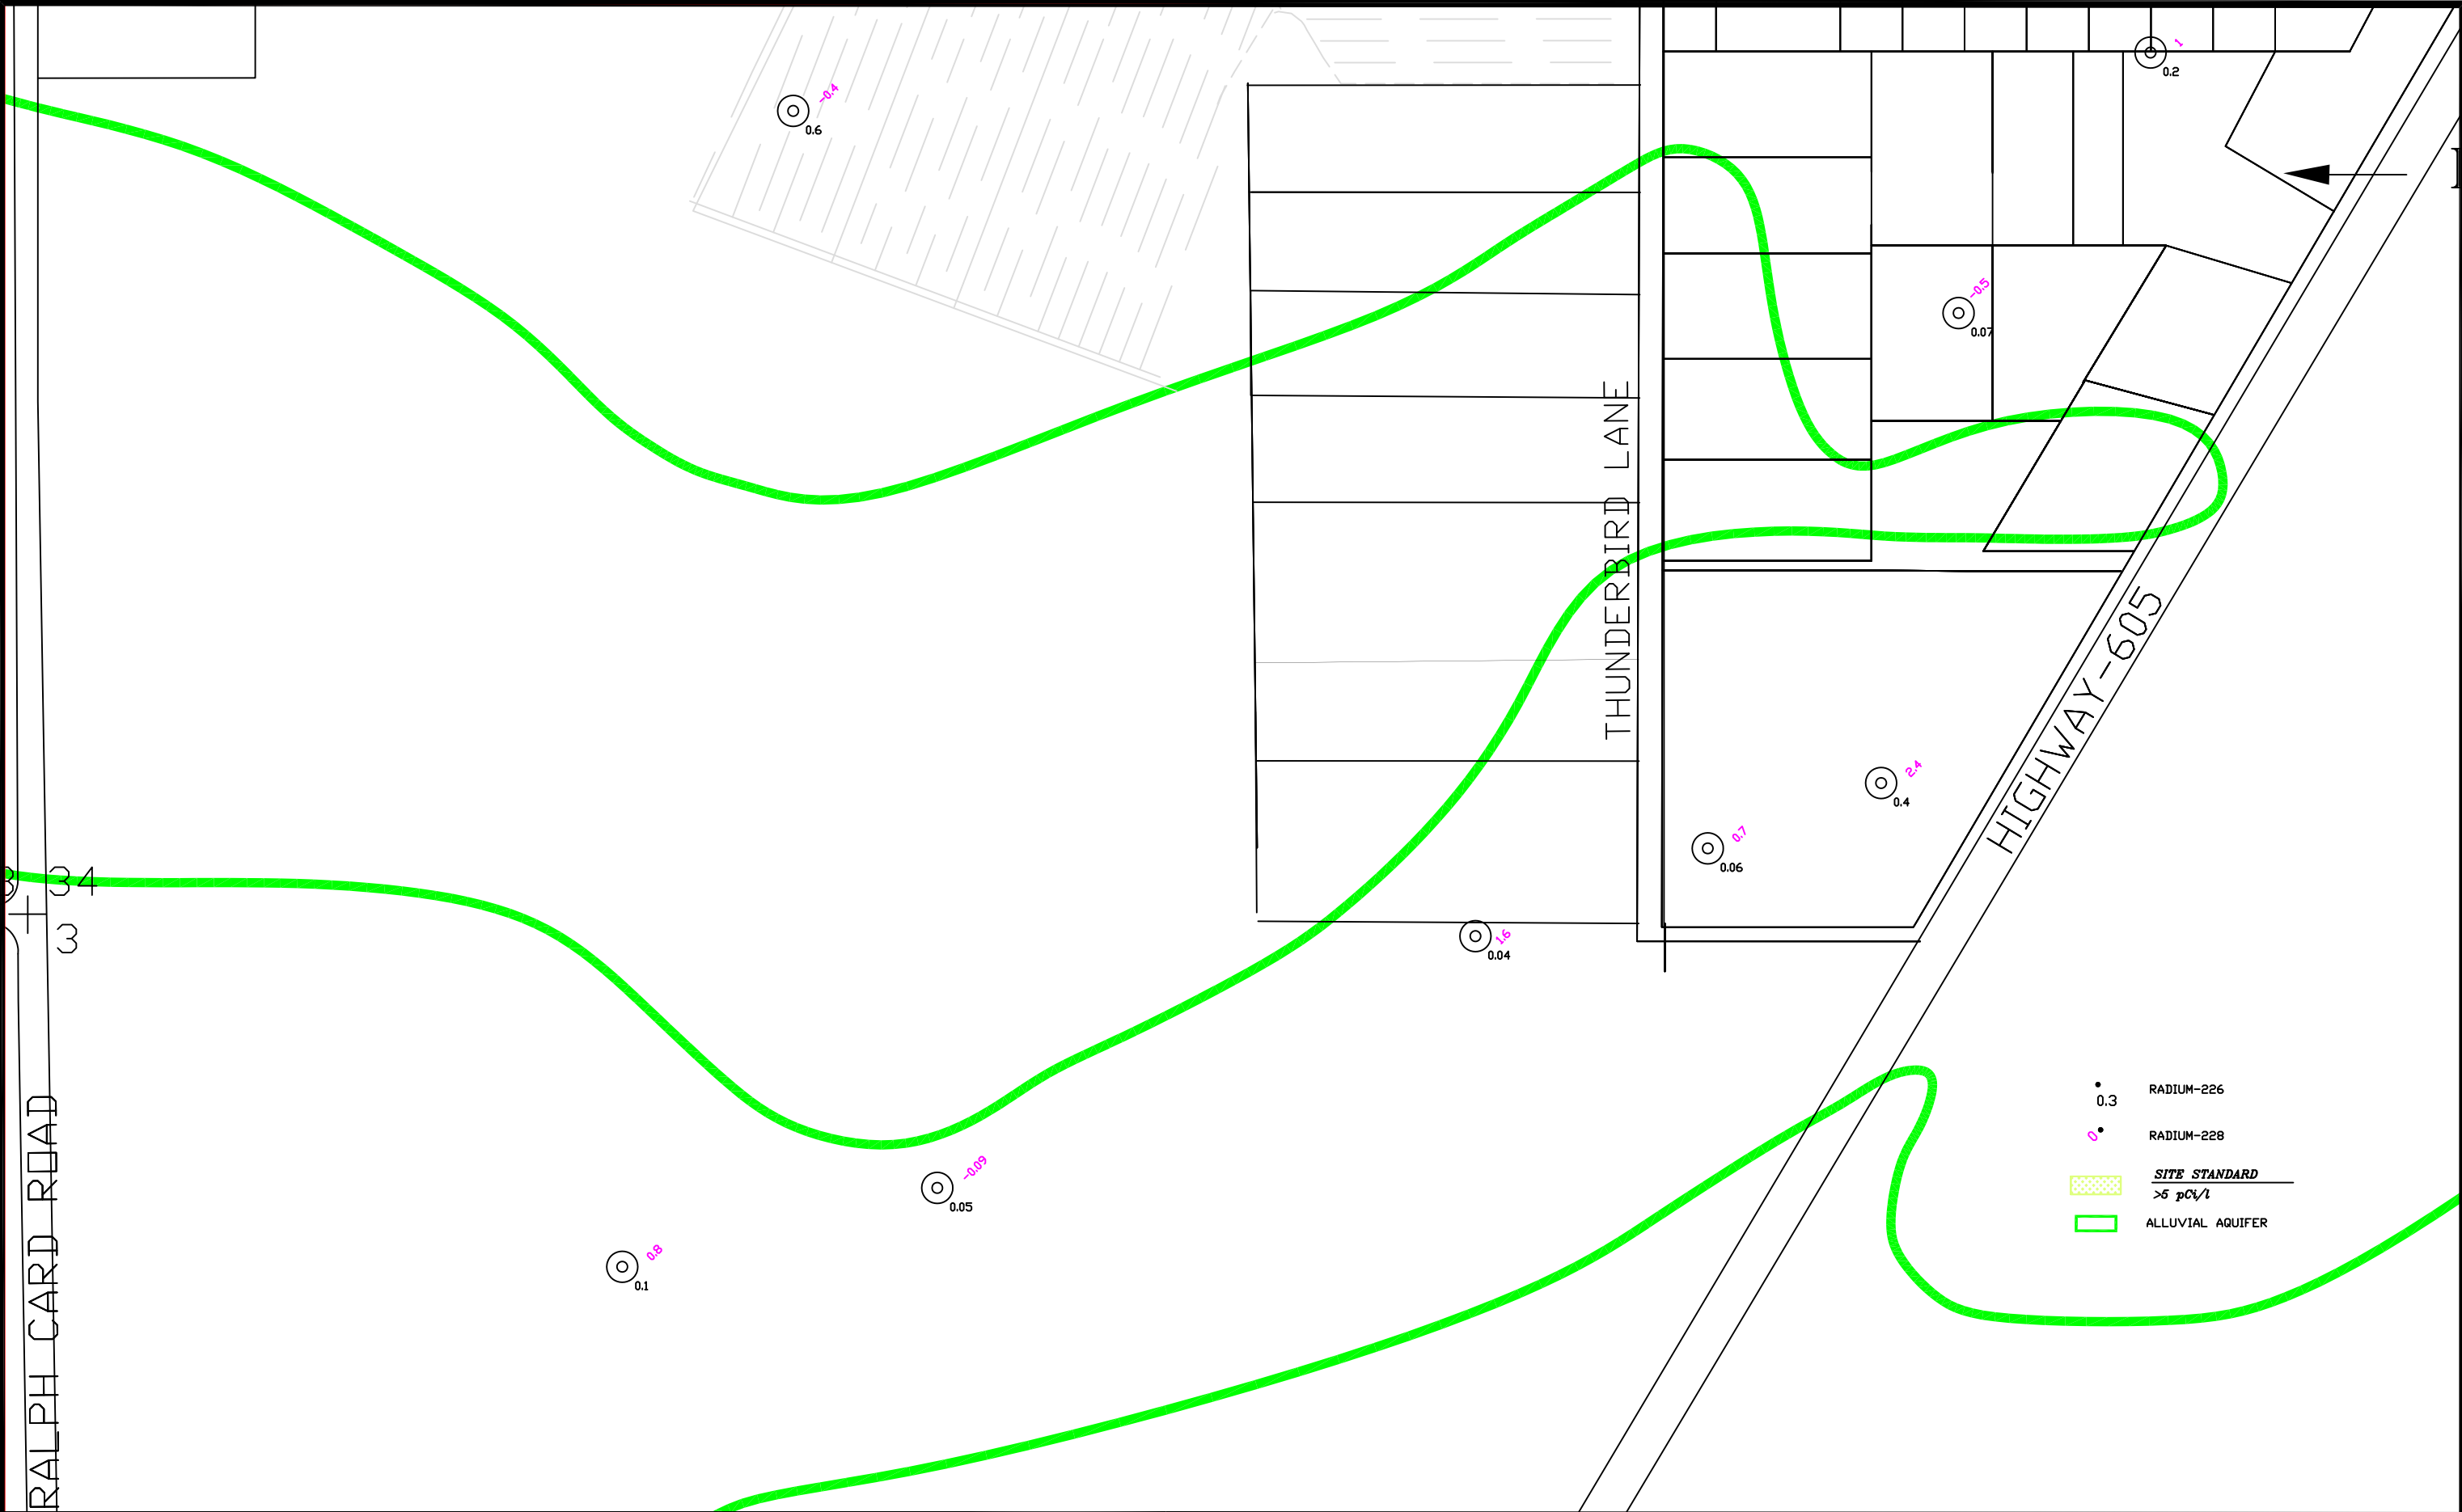 1
0.2
-0.4
0.6
-0.5
0.07
THUNDERBIRD LANE
HIGHWAY-605
2.4
0.4
0.7
0.06
1.6
0.04
34
3
-0.09
0.05
0.8
0.1
RALPH CARD ROAD
0.3 RADIUM-226
0 RADIUM-228
SITE STANDARD
>5 pCi/l
ALLUVIAL AQUIFER